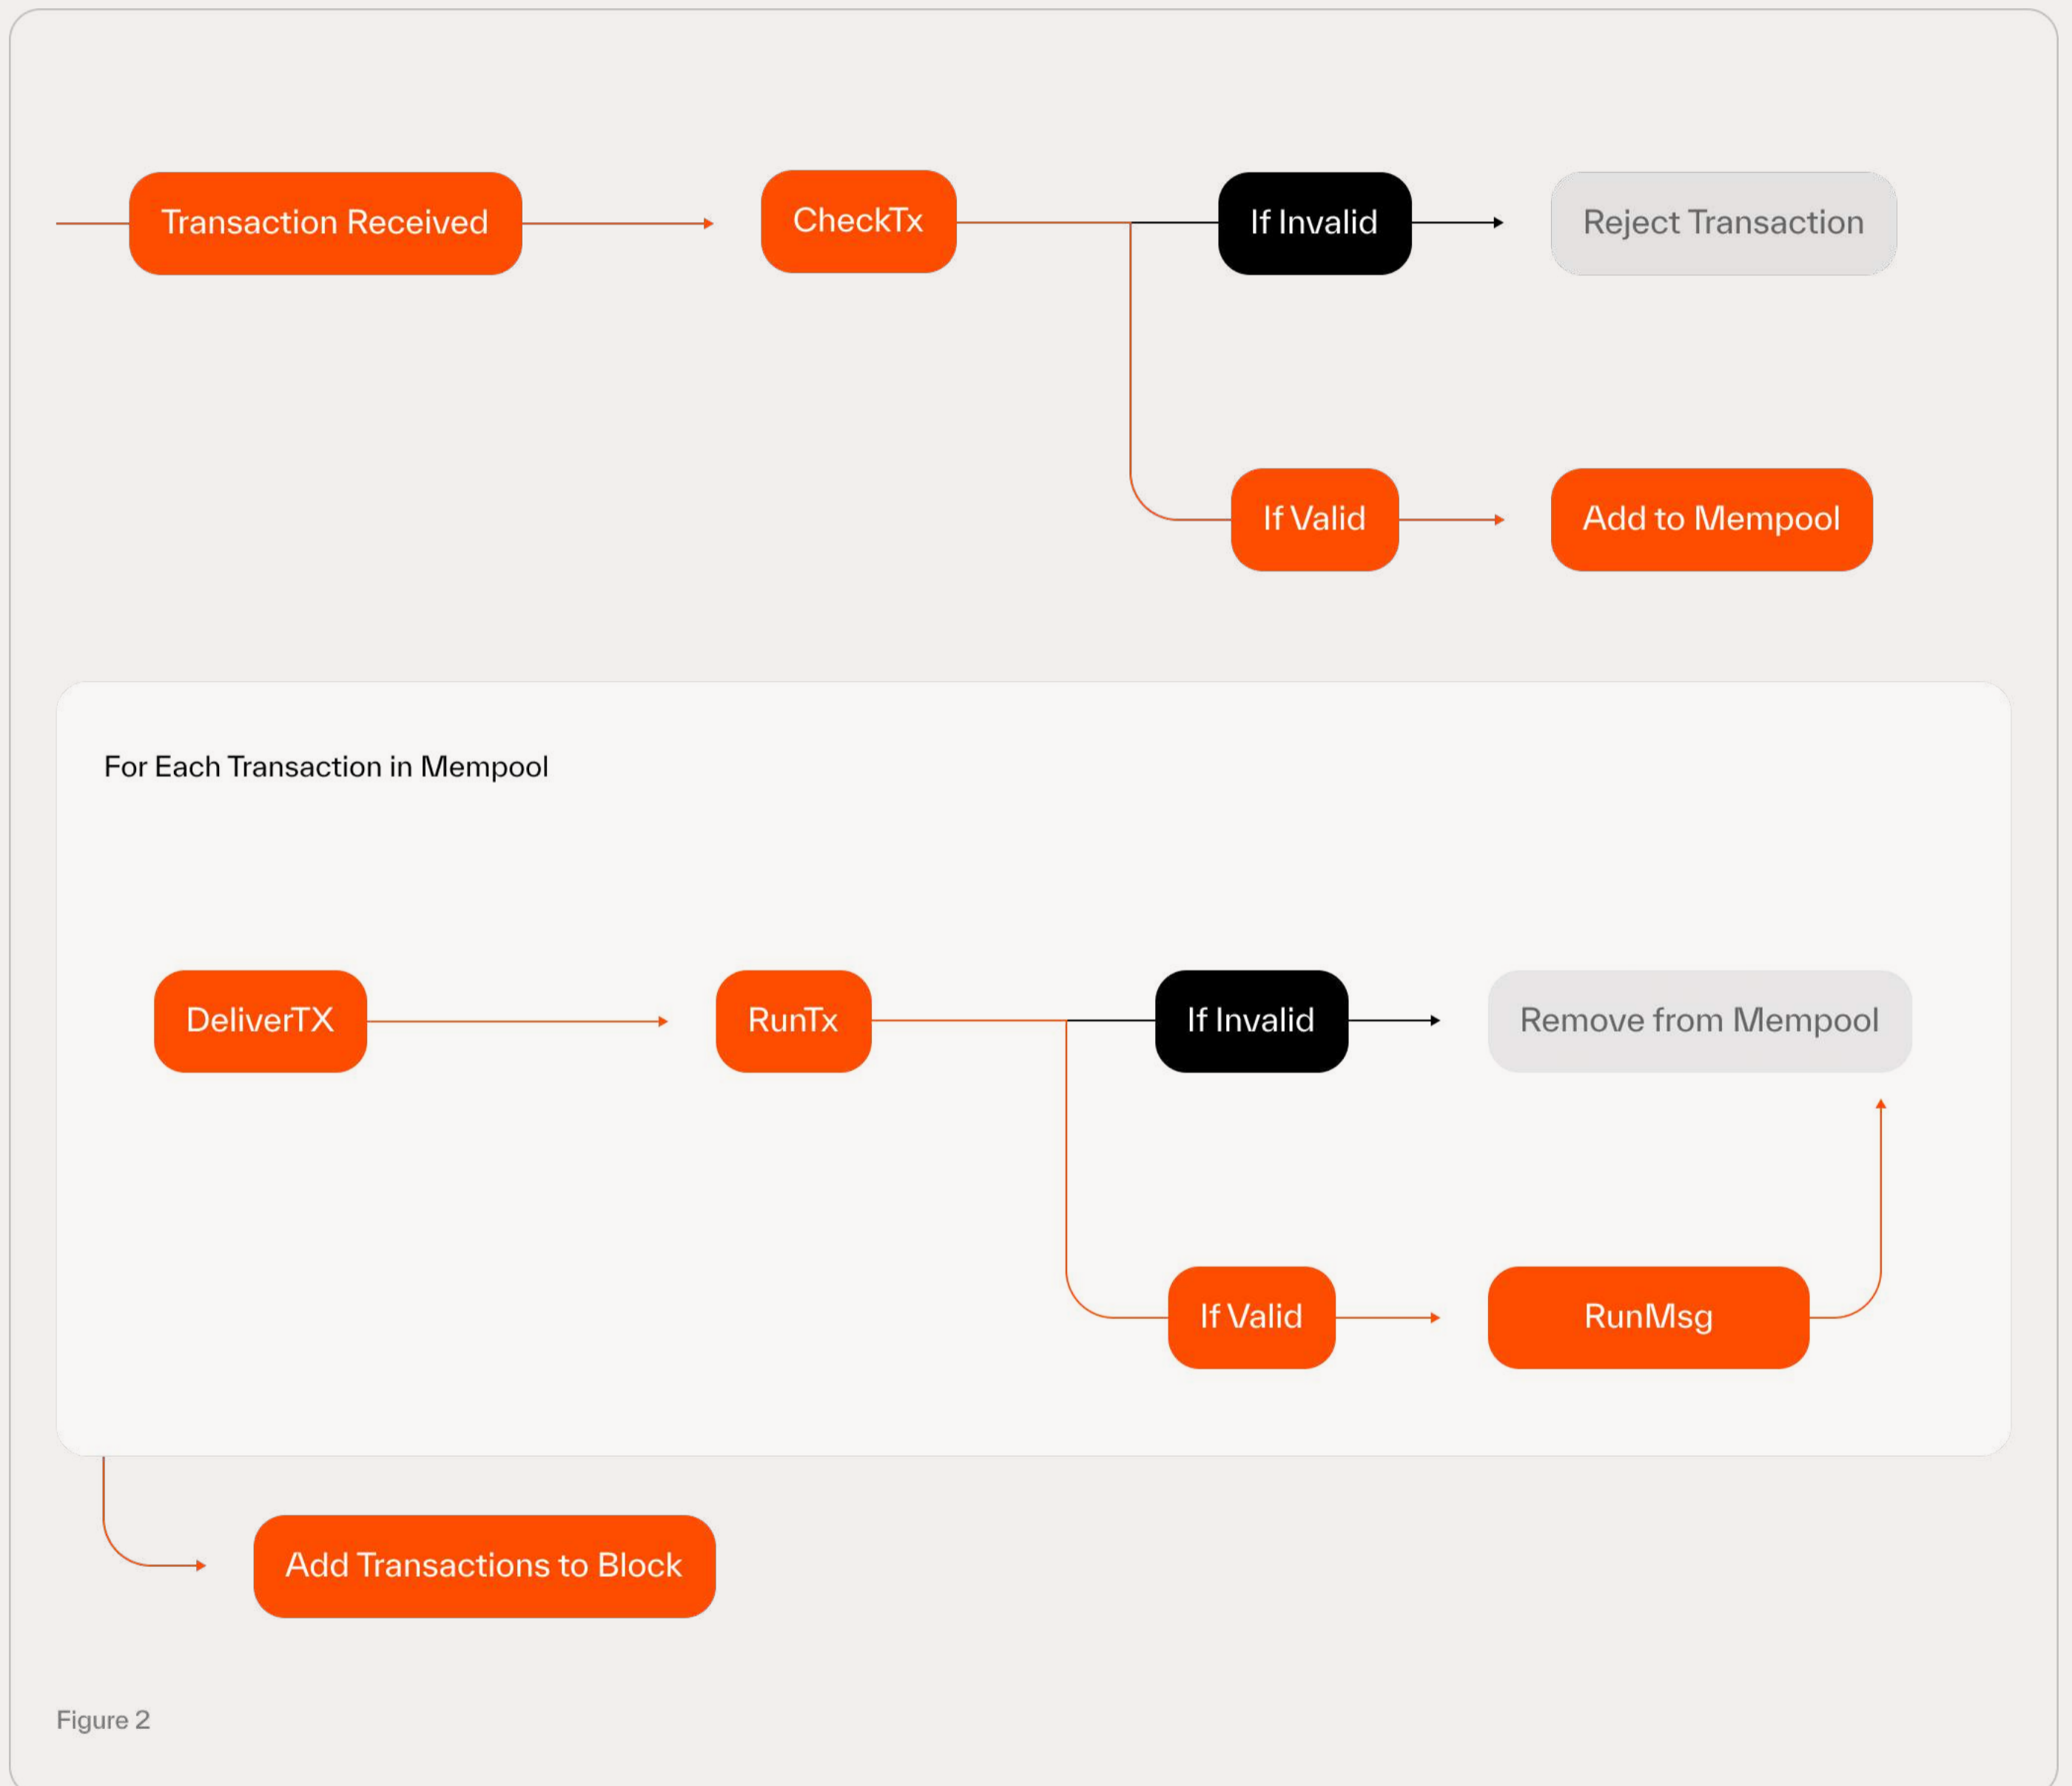 Transaction Received
CheckTx
If Invalid
Reject Transaction
If Valid
Add to Mempool
For Each Transaction in Mempool
DeliverTX
RunTx
If Invalid
Remove from Mempool
If Valid
RunMsg
Add Transactions to Block
Figure 2